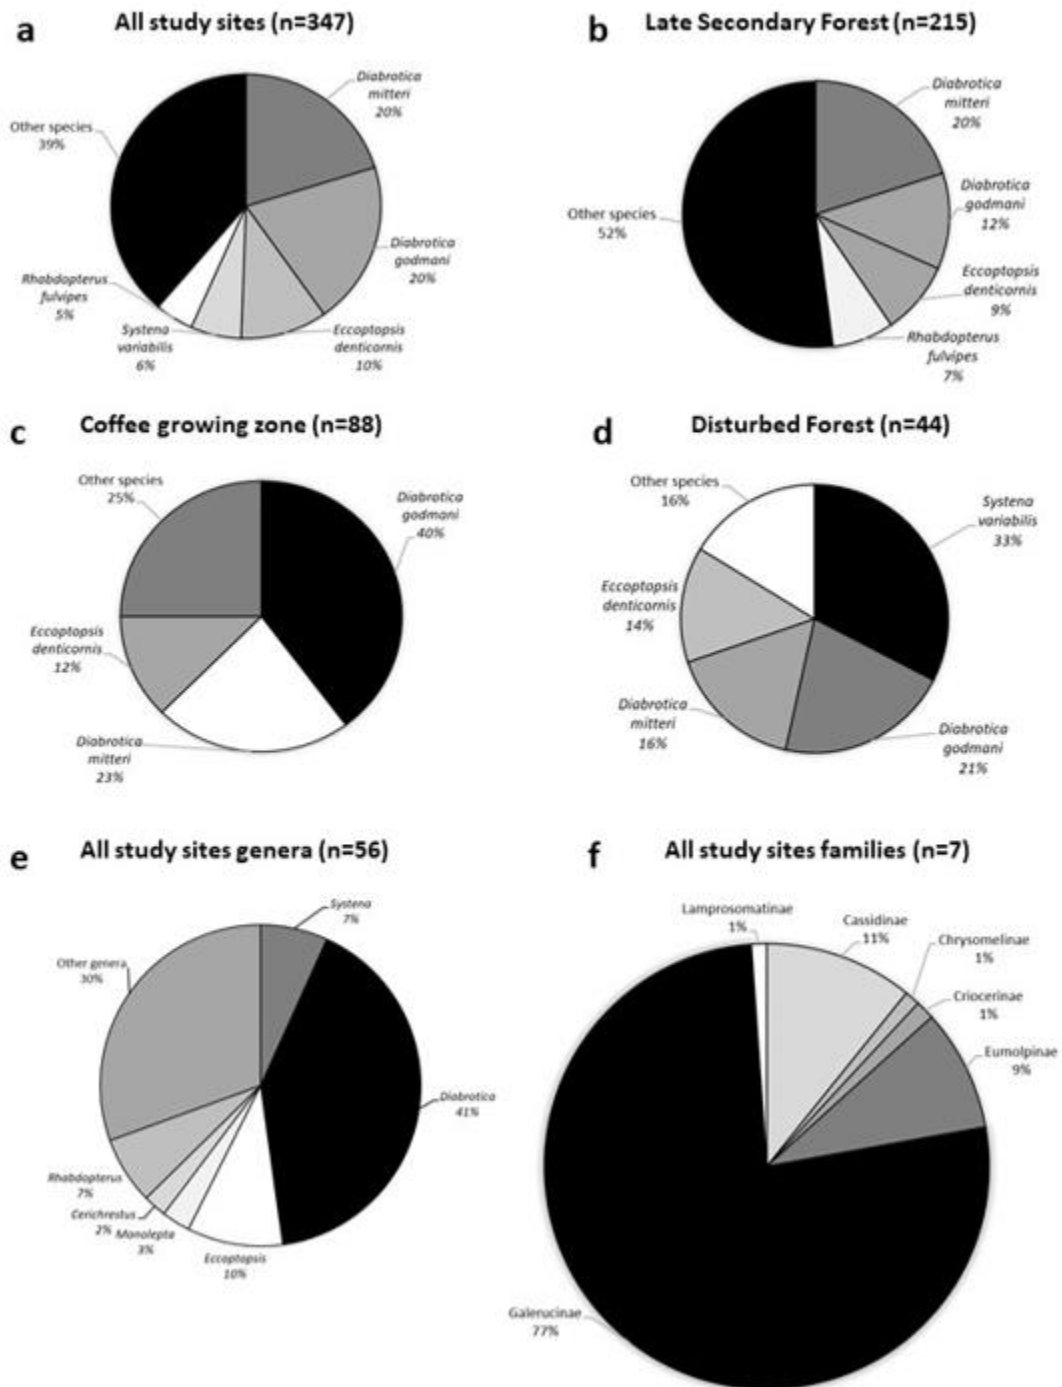 a
All study sites (n=347)
Diabrotica
mitteri
20%
Other species
39%
Diabrotica
godmani
20%
Rhabdopterus
fulvipes
5%
Systena
variabilis
6%
Eccoptopsis
denticornis
10%
b
Late Secondary Forest (n=215)
Diabrotica
mitteri
20%
Diabrotica
godmani
12%
Other species
52%
Eccoptopsis
denticornis
9%
Rhabdopterus
fulvipes
7%
c
Coffee growing zone (n=88)
Other species
25%
Diabrotica
godmani
40%
Eccoptopsis
denticornis
12%
Diabrotica
mitteri
23%
d
Disturbed Forest (n=44)
Other species
16%
Systena
variabilis
33%
Eccoptopsis
denticornis
14%
Diabrotica
mitteri
16%
Diabrotica
godmani
21%
e
All study sites genera (n=56)
Systena
7%
Other genera
30%
Diabrotica
41%
Rhabdopterus
7%
Cerichrestus
2%
Monolepta
3%
Eccoptopsis
10%
f
All study sites families (n=7)
Lamprosomatinae
1%
Cassidinae
11%
Chrysomelinae
1%
Criocerinae
1%
Eumolpinae
9%
Galerucinae
77%